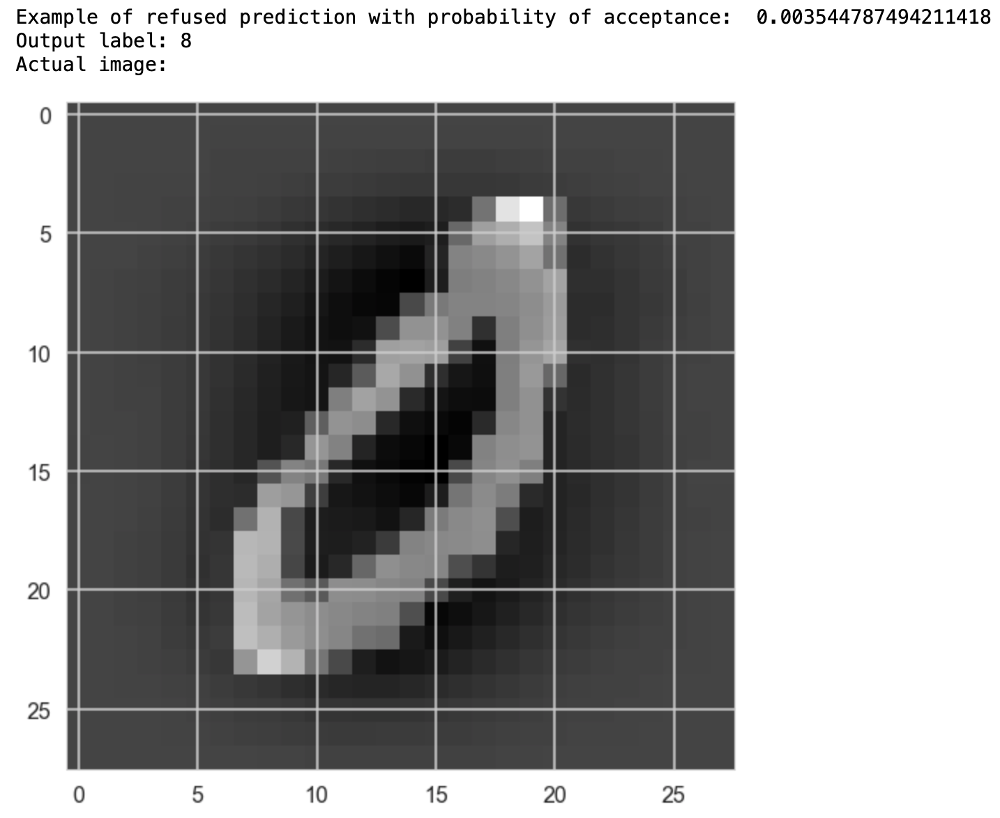 Example of refused prediction with probability of acceptance:  0.003544787494211418
Output label: 8
Actual image:
0
5
10
15
20
25
0 5 10 15 20 25